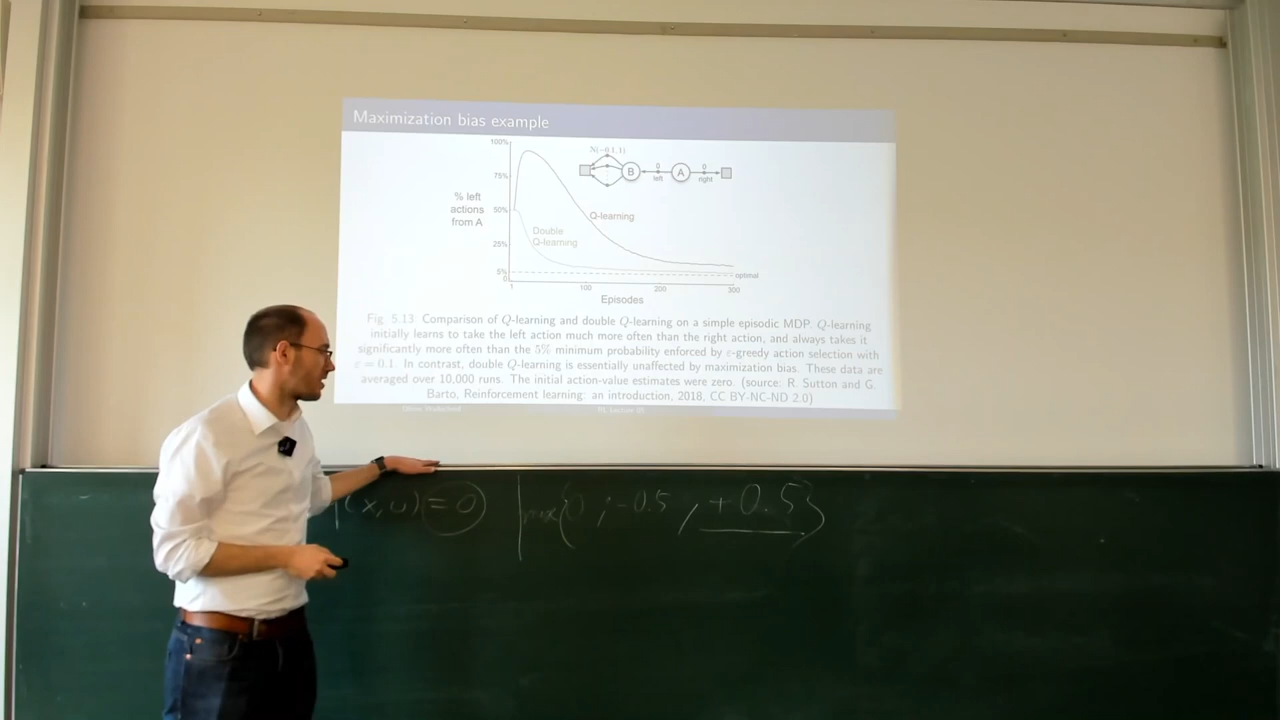 Maximization bias example
100%
75%
50%
25%
5%
0
% left
actions
from A
N(−0.1, 1)
B
0
left
A
0
right
Q-learning
Double
Q-learning
optimal
1
100
200
300
Episodes
Fig. 5.13: Comparison of Q-learning and double Q-learning on a simple episodic MDP. Q-learning
initially learns to take the left action much more often than the right action, and always takes it
significantly more often than the 5% minimum probability enforced by ε-greedy action selection with
ε = 0.1. In contrast, double Q-learning is essentially unaffected by maximization bias. These data are
averaged over 10,000 runs. The initial action-value estimates were zero. (source: R. Sutton and G.
Barto, Reinforcement learning: an introduction, 2018, CC BY-NC-ND 2.0)
RL Lecture 05
(x,u) = 0
max{0 ; -0.5 , +0.5}